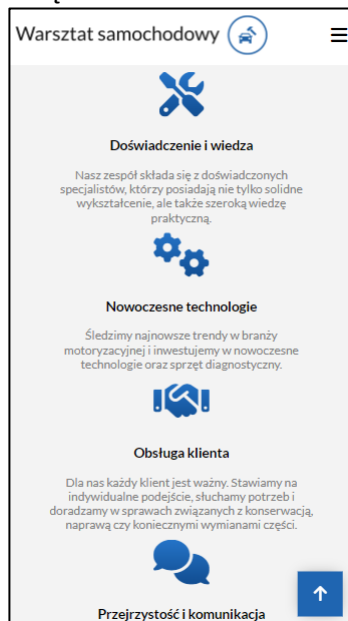 Warsztat samochodowy
Doświadczenie i wiedza
Nasz zespół składa się z doświadczonych
specjalistów, którzy posiadają nie tylko solidne
wykształcenie, ale także szeroką wiedzę
praktyczną.
Nowoczesne technologie
Śledzimy najnowsze trendy w branży
motoryzacyjnej i inwestujemy w nowoczesne
technologie oraz sprzęt diagnostyczny.
Obsługa klienta
Dla nas każdy klient jest ważny. Stawiamy na
indywidualne podejście, słuchamy potrzeb i
doradzamy w sprawach związanych z konserwacją,
naprawą czy koniecznymi wymianami części.
Przejrzystość i komunikacja